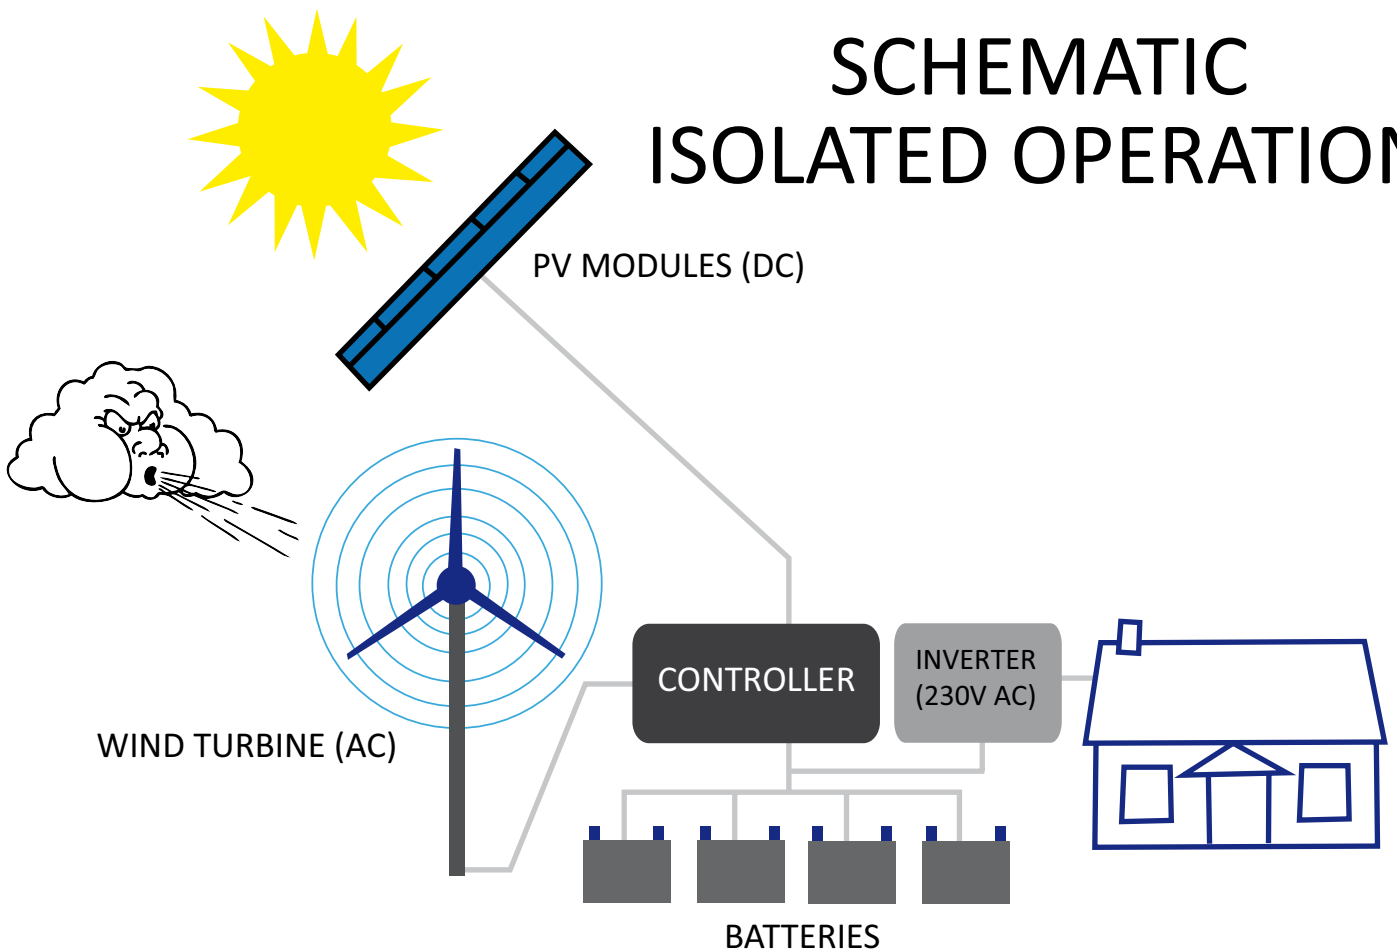 SCHEMATIC
ISOLATED OPERATION
PV MODULES (DC)
CONTROLLER
INVERTER
(230V AC)
WIND TURBINE (AC)
BATTERIES